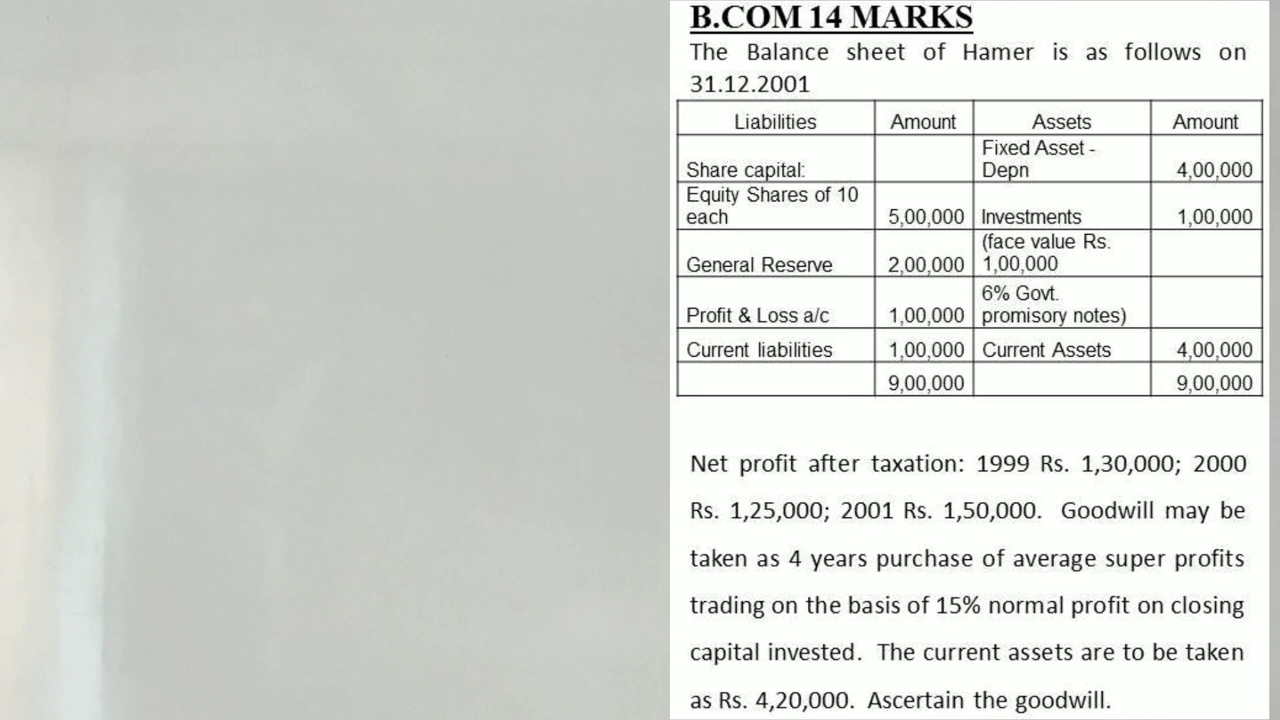 B.COM 14 MARKS
The Balance sheet of Hamer is as follows on
31.12.2001
Liabilities Amount Assets Amount
Share capital: Fixed Asset - Depn 4,00,000
Equity Shares of 10 each 5,00,000 Investments 1,00,000
General Reserve 2,00,000 (face value Rs. 1,00,000
Profit & Loss a/c 1,00,000 6% Govt. promisory notes)
Current liabilities 1,00,000 Current Assets 4,00,000
9,00,000 9,00,000
Net profit after taxation: 1999 Rs. 1,30,000; 2000
Rs. 1,25,000; 2001 Rs. 1,50,000. Goodwill may be
taken as 4 years purchase of average super profits
trading on the basis of 15% normal profit on closing
capital invested. The current assets are to be taken
as Rs. 4,20,000. Ascertain the goodwill.